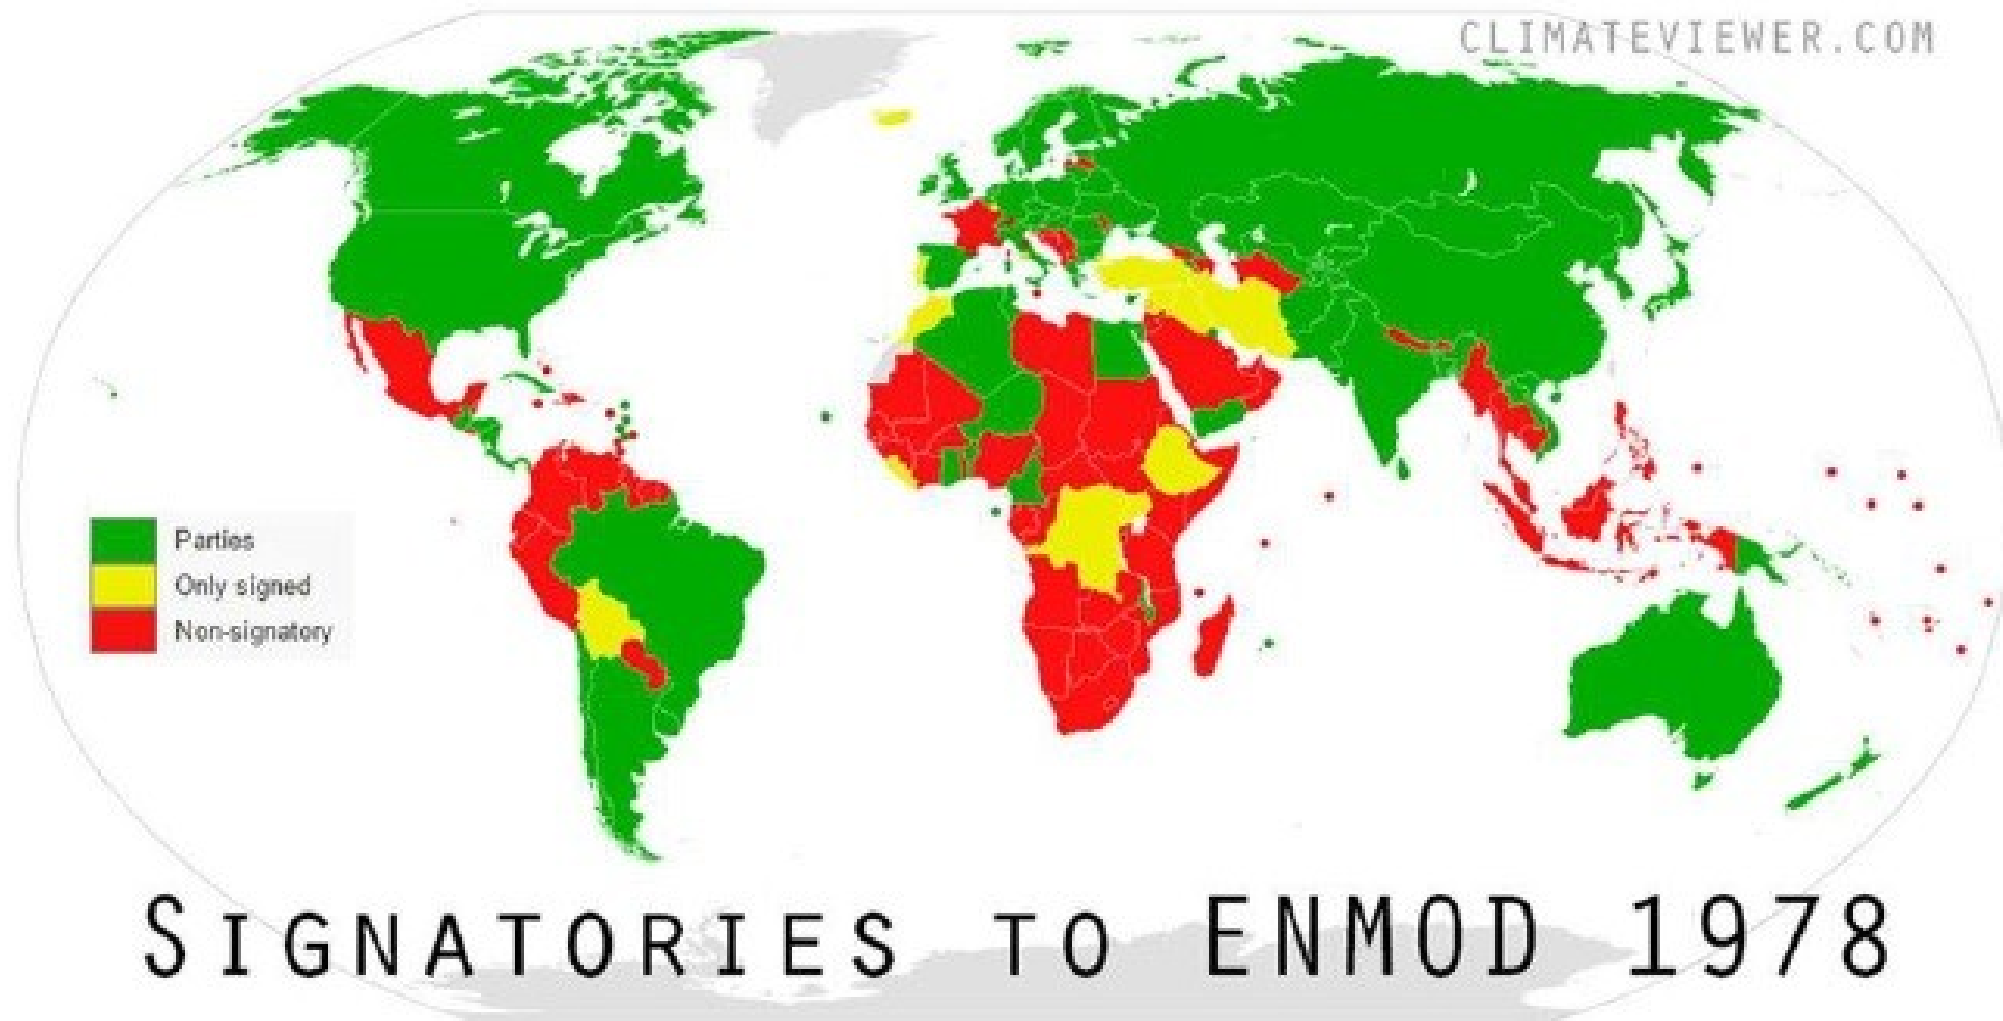 CLIMATEVIEWER.COM
Parties
Only signed
Non-signatory
SIGNATORIES TO ENMOD 1978